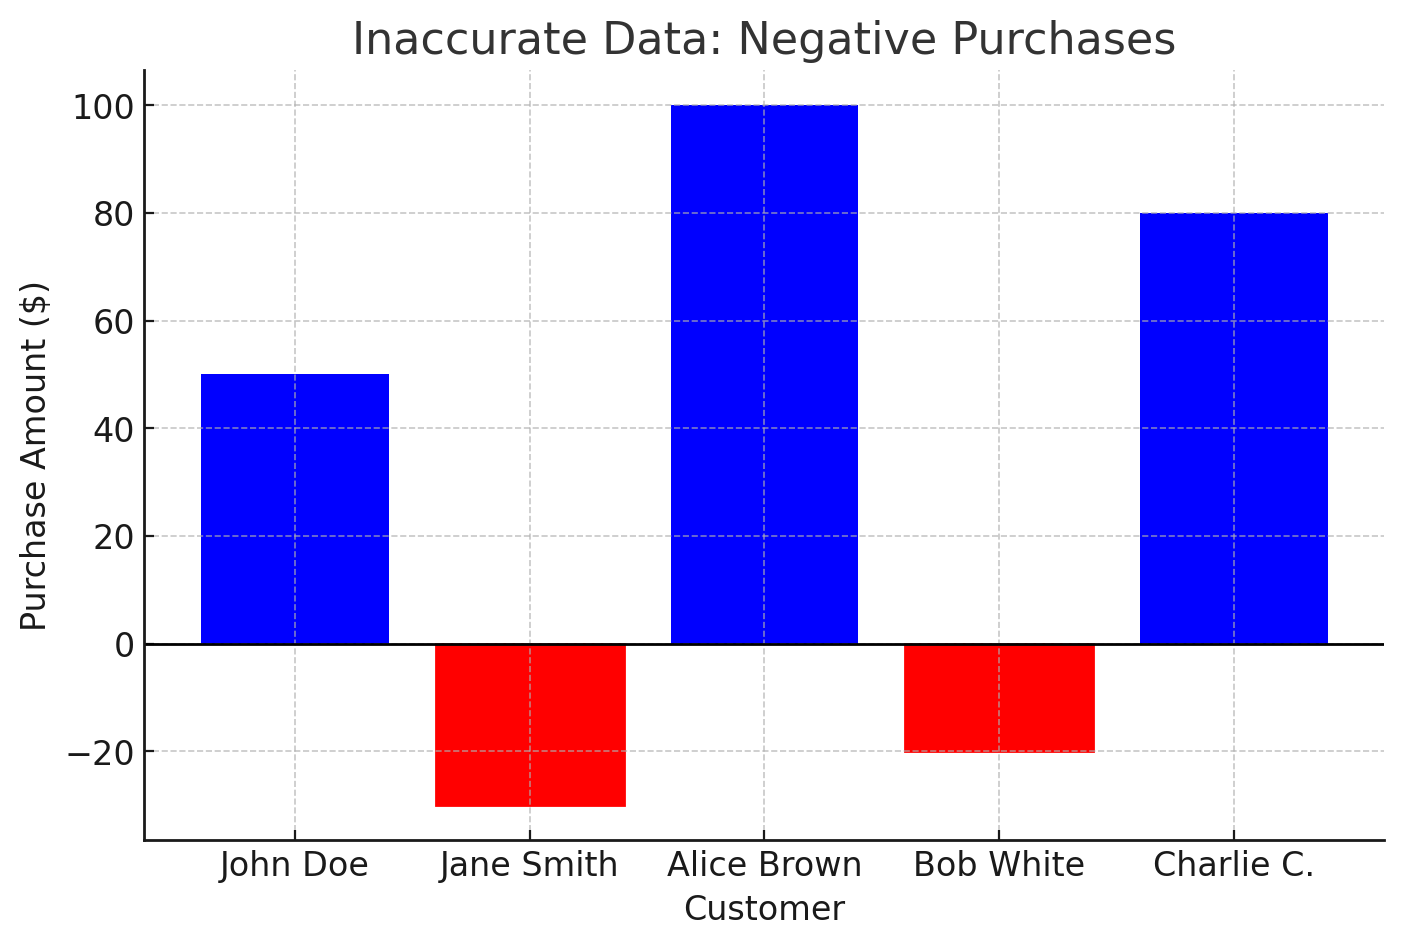 Inaccurate Data: Negative Purchases
Purchase Amount ($)
100
80
60
40
20
0
−20
John Doe
Jane Smith
Alice Brown
Bob White
Charlie C.
Customer